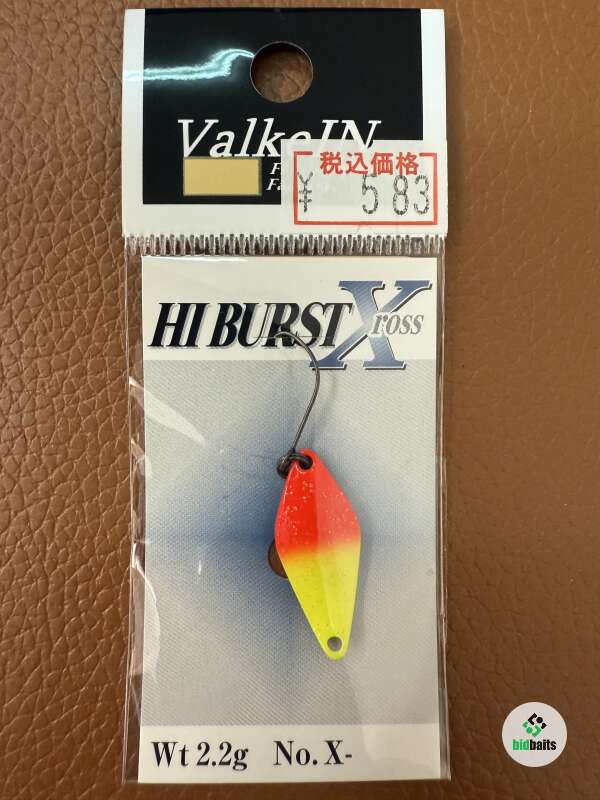 ValkeIN
税込価格
¥ 583
HI BURST Xross
Wt 2.2g No. X-
bidbaits